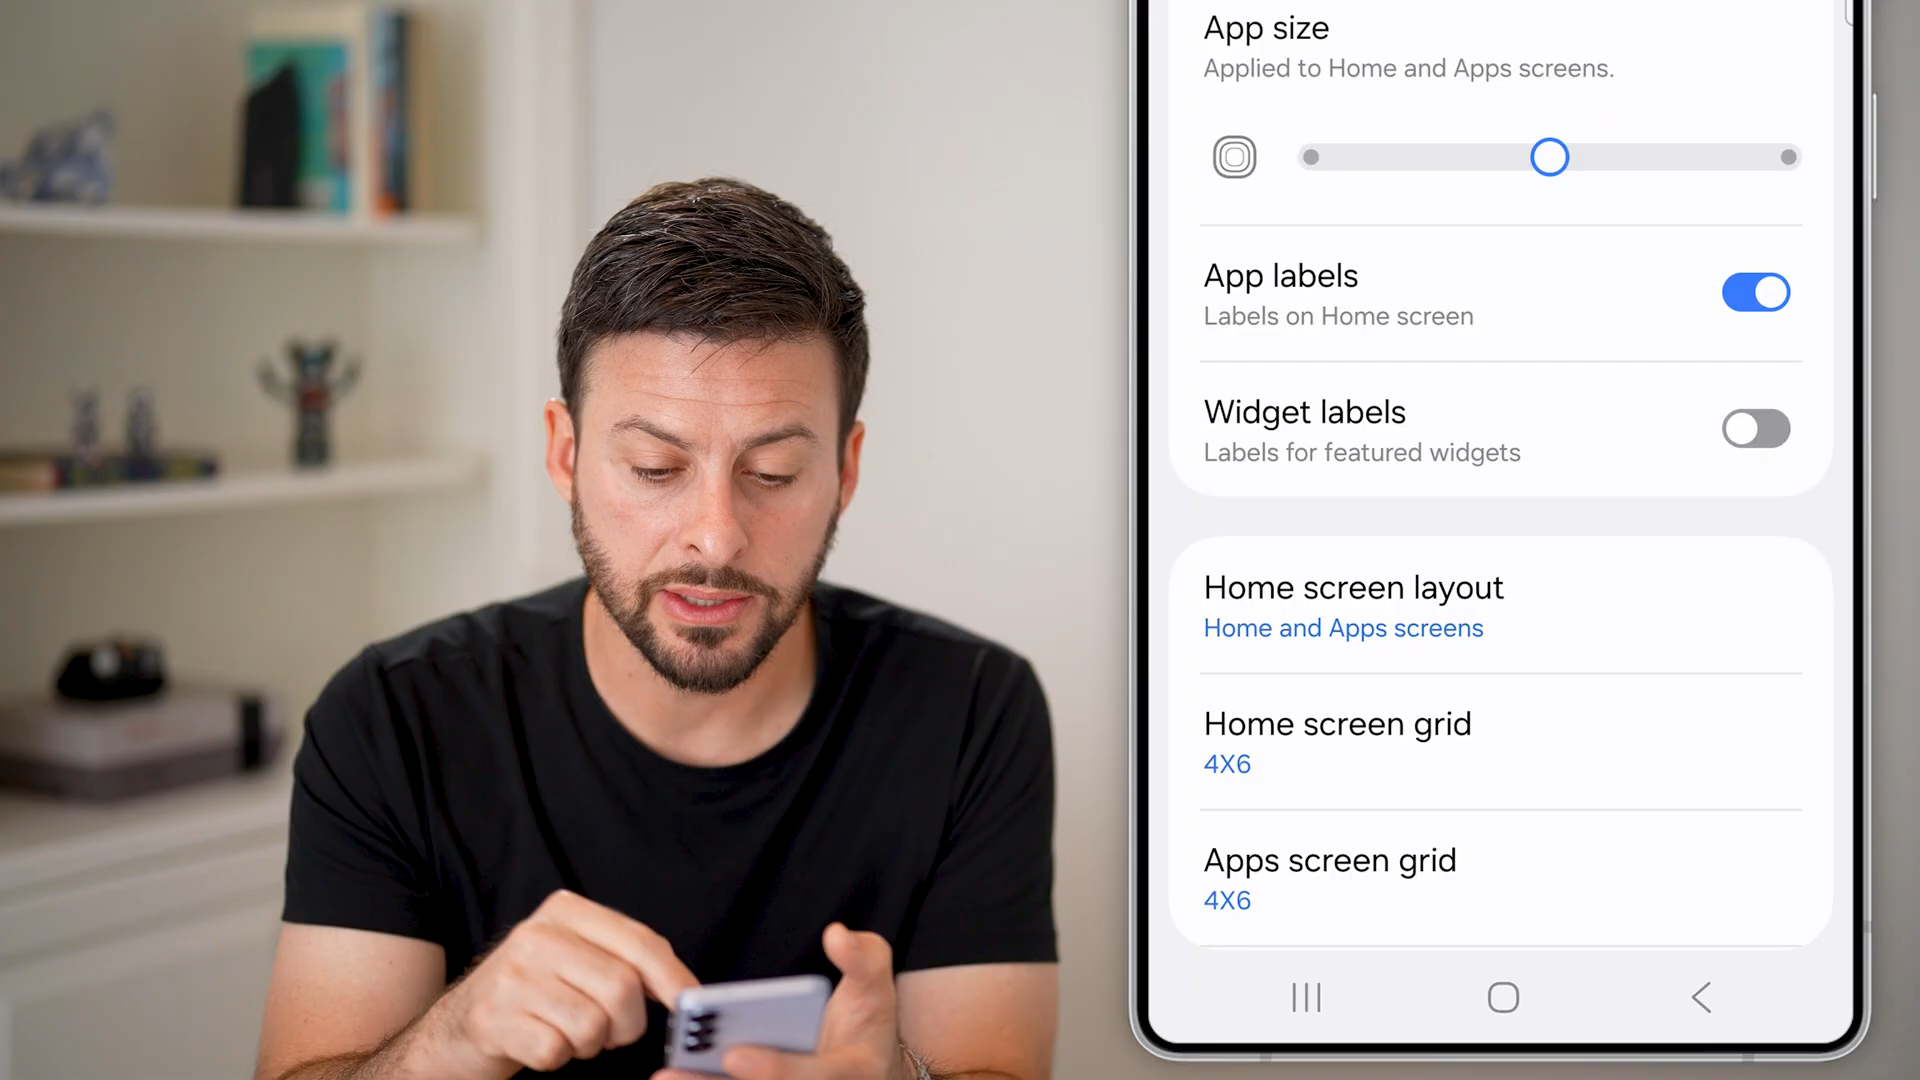 App size
Applied to Home and Apps screens.
App labels
Labels on Home screen
Widget labels
Labels for featured widgets
Home screen layout
Home and Apps screens
Home screen grid
4X6
Apps screen grid
4X6